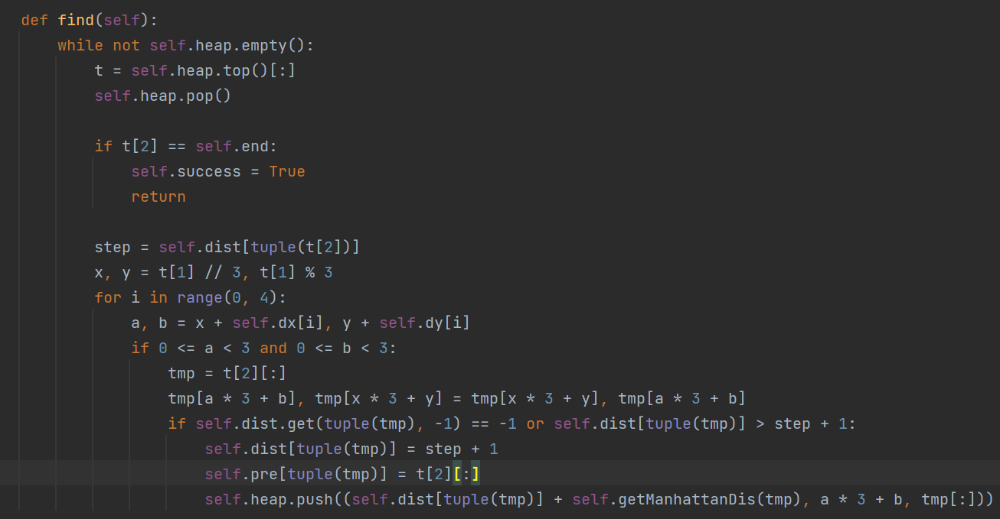 def find(self):
    while not self.heap.empty():
        t = self.heap.top()[:]
        self.heap.pop()

        if t[2] == self.end:
            self.success = True
            return

        step = self.dist[tuple(t[2])]
        x, y = t[1] // 3, t[1] % 3
        for i in range(0, 4):
            a, b = x + self.dx[i], y + self.dy[i]
            if 0 <= a < 3 and 0 <= b < 3:
                tmp = t[2][:]
                tmp[a * 3 + b], tmp[x * 3 + y] = tmp[x * 3 + y], tmp[a * 3 + b]
                if self.dist.get(tuple(tmp), -1) == -1 or self.dist[tuple(tmp)] > step + 1:
                    self.dist[tuple(tmp)] = step + 1
                    self.pre[tuple(tmp)] = t[2][:]
                    self.heap.push((self.dist[tuple(tmp)] + self.getManhattanDis(tmp), a * 3 + b, tmp[:]))